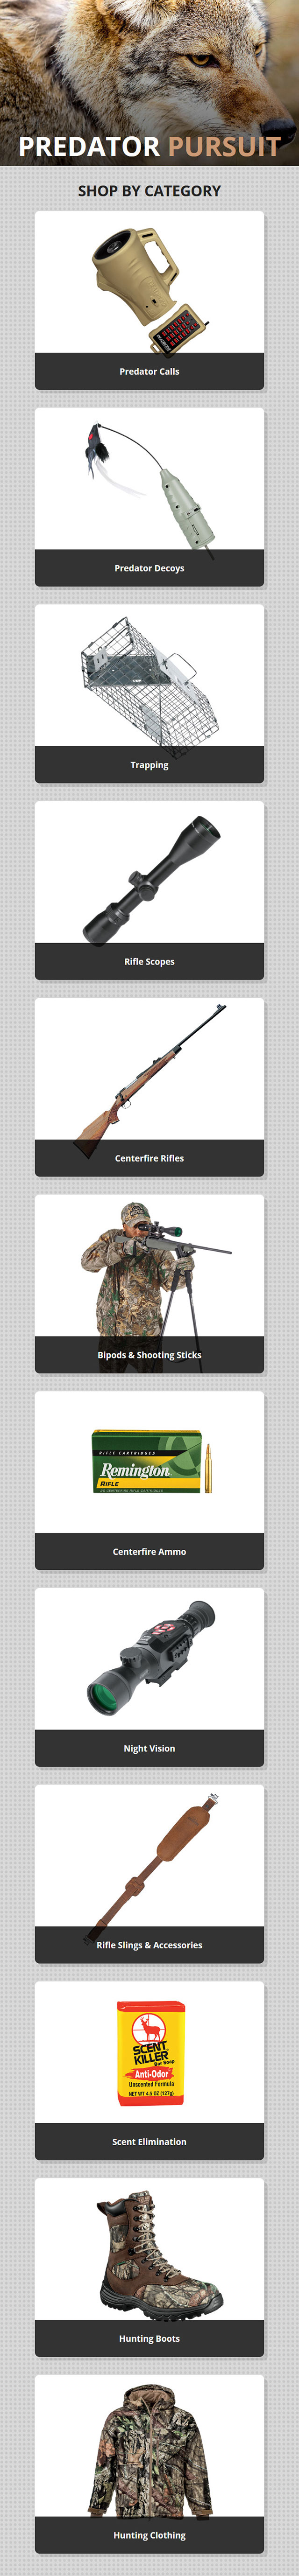 PREDATOR PURSUIT
SHOP BY CATEGORY
Predator Calls
Predator Decoys
Trapping
Rifle Scopes
Centerfire Rifles
Bipods & Shooting Sticks
RIFLE CARTRIDGES
Remington
RIFLE
Centerfire Ammo
Night Vision
Rifle Slings & Accessories
SCENT
KILLER
Bar Soap
Anti-Odor
Unscented Formula
NET WT 4.5 OZ (127g)
Scent Elimination
Hunting Boots
Hunting Clothing